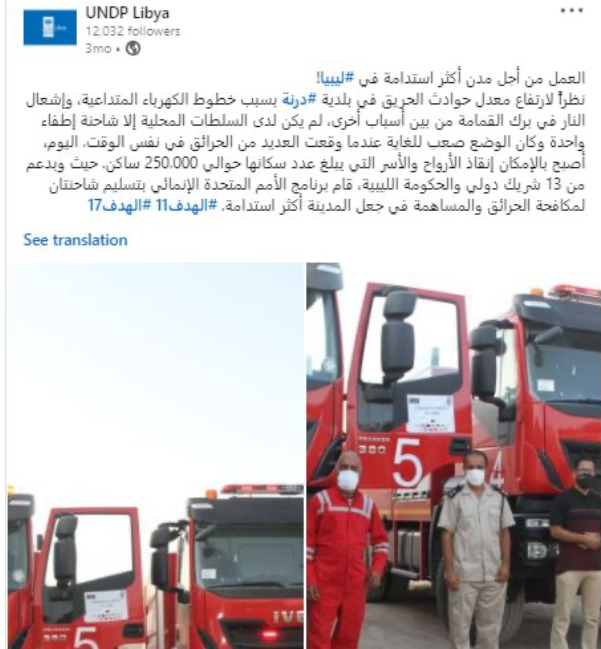 UNDP Libya
12,032 followers
3mo •
العمل من أجل مدن أكثر استدامة في #ليبيا!
نظراً لارتفاع معدل حوادث الحريق في بلدية #درنة بسبب خطوط الكهرباء المتداعية، وإشعال
النار في برك القمامة من بين أسباب أخرى، لم يكن لدى السلطات المحلية إلا شاحنة إطفاء
واحدة وكان الوضع صعب للغاية عندما وقعت العديد من الحرائق في نفس الوقت. اليوم،
أصبح بالإمكان إنقاذ الأرواح والأسر التي يبلغ عدد سكانها حوالي 250.000 ساكن. حيث وبدعم
من 13 شريك دولي والحكومة الليبية، قام برنامج الأمم المتحدة الإنمائي بتسليم شاحنتان
لمكافحة الحرائق والمساهمة في جعل المدينة أكثر استدامة. #الهدف11 #الهدف17
See translation
5
IVE
380
5
4